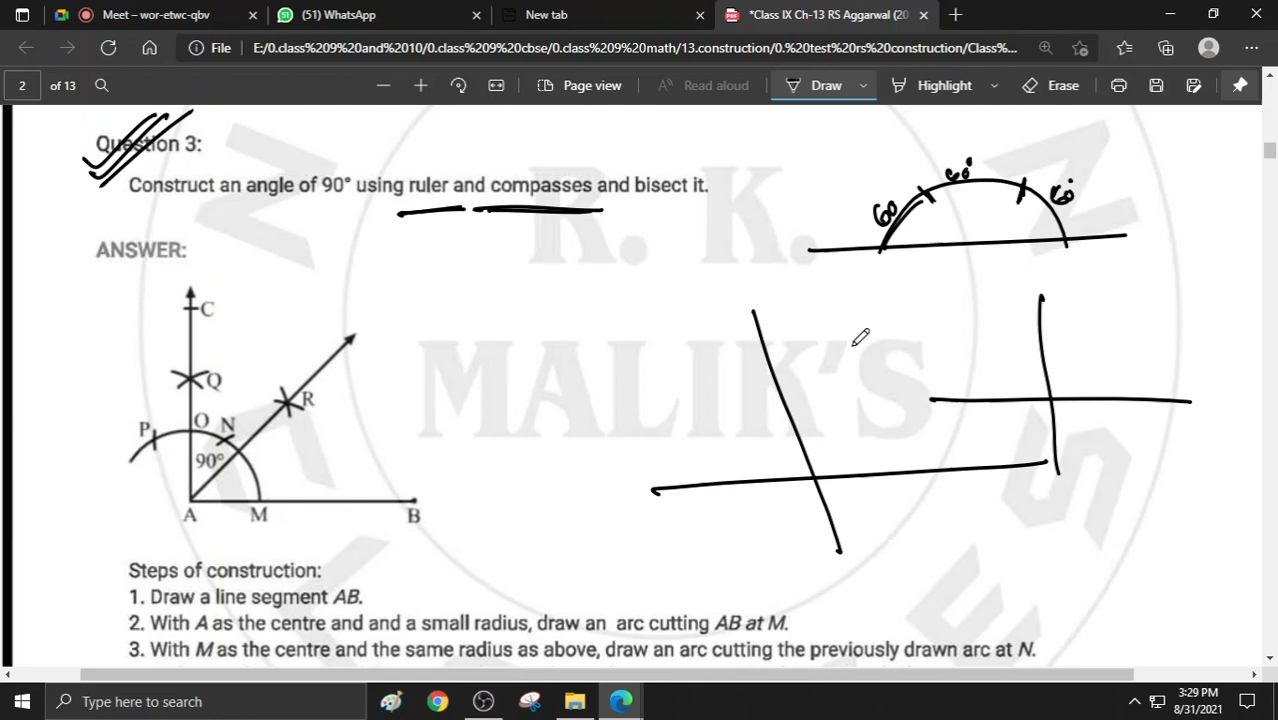 Meet – wor-etwc-qbv
(51) WhatsApp
New tab
*Class IX Ch-13 RS Aggarwal (20
File
E:/0.class%209%20and%2010/0.class%209%20cbse/0.class%209%20math/13.construction/0.%20test%20rs%20construction/Class%...
2 of 13
Page view
Read aloud
Draw
Highlight
Erase
Question 3:
Construct an angle of 90° using ruler and compasses and bisect it.
ANSWER:
60 60° 60°
C
Q
R
P O N
90°
A M B
R. K.
MALIK'S
Steps of construction:
1. Draw a line segment AB.
2. With A as the centre and and a small radius, draw an arc cutting AB at M.
3. With M as the centre and the same radius as above, draw an arc cutting the previously drawn arc at N.
Type here to search
3:29 PM
8/31/2021